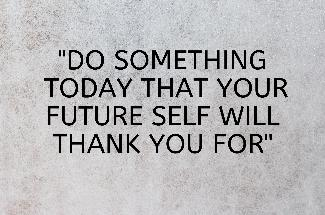 "DO SOMETHING
TODAY THAT YOUR
FUTURE SELF WILL
THANK YOU FOR"